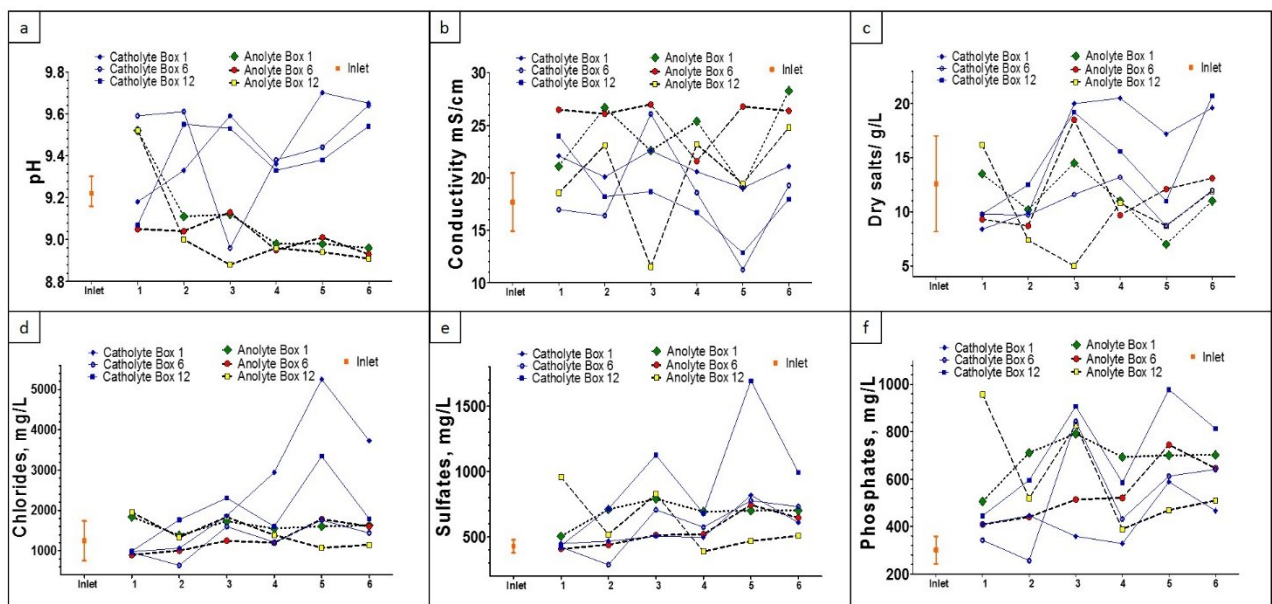 a
Catholyte Box 1
Catholyte Box 6
Catholyte Box 12
Anolyte Box 1
Anolyte Box 6
Anolyte Box 12
Inlet
pH
9.8
9.6
9.4
9.2
9.0
8.8
Inlet 1 2 3 4 5 6
b
Catholyte Box 1
Catholyte Box 6
Catholyte Box 12
Anolyte Box 1
Anolyte Box 6
Anolyte Box 12
Inlet
Conductivity mS/cm
30
25
20
15
10
Inlet 1 2 3 4 5 6
c
Catholyte Box 1
Catholyte Box 6
Catholyte Box 12
Anolyte Box 1
Anolyte Box 6
Anolyte Box 12
Inlet
Dry salts/ g/L
20
15
10
5
Inlet 1 2 3 4 5 6
d
Catholyte Box 1
Catholyte Box 6
Catholyte Box 12
Anolyte Box 1
Anolyte Box 6
Anolyte Box 12
Inlet
Chlorides, mg/L
5000
4000
3000
2000
1000
Inlet 1 2 3 4 5 6
e
Catholyte Box 1
Catholyte Box 6
Catholyte Box 12
Anolyte Box 1
Anolyte Box 6
Anolyte Box 12
Inlet
Sulfates, mg/L
1500
1000
500
Inlet 1 2 3 4 5 6
f
Catholyte Box 1
Catholyte Box 6
Catholyte Box 12
Anolyte Box 1
Anolyte Box 6
Anolyte Box 12
Inlet
Phosphates, mg/L
1000
800
600
400
200
Inlet 1 2 3 4 5 6